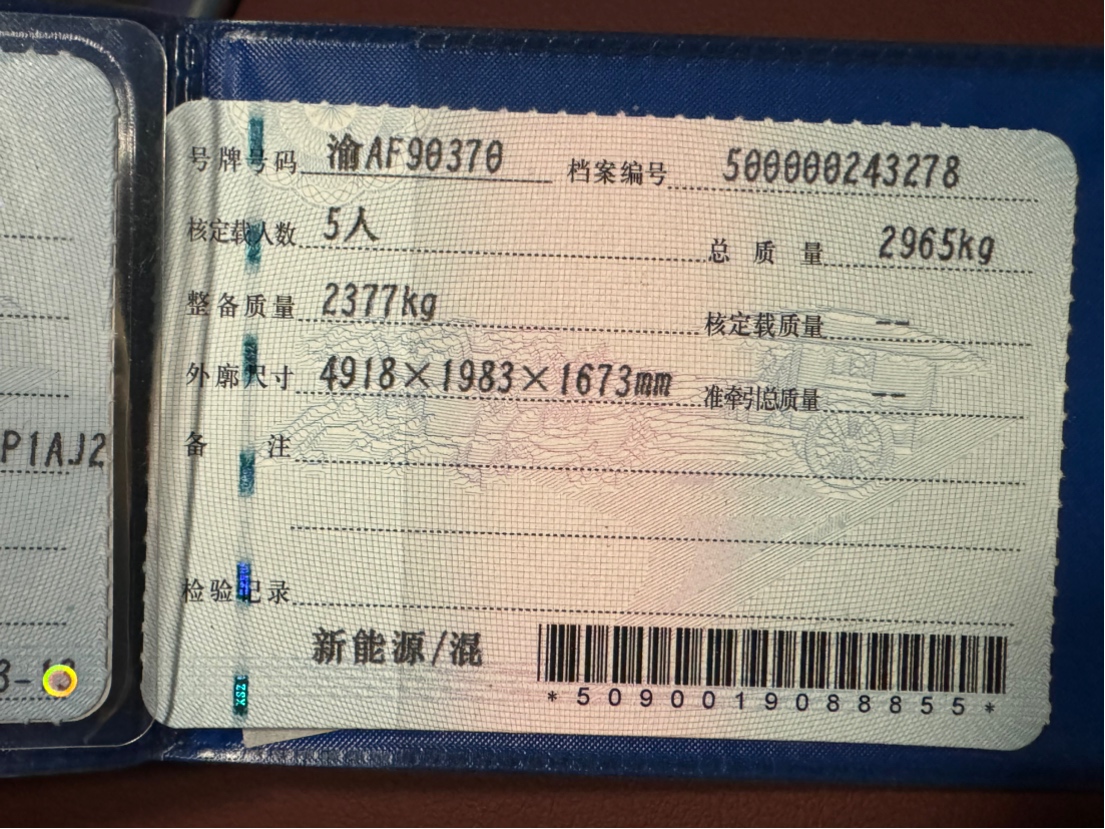 号牌号码 渝AF90370 档案编号 500000243278
核定载人数 5人 总质量 2965kg
整备质量 2377kg 核定载质量 --
外廓尺寸 4918×1983×1673mm 准牵引总质量 --
备注
P1AJ2
检验记录
新能源/混
*5090019088855*
3-13